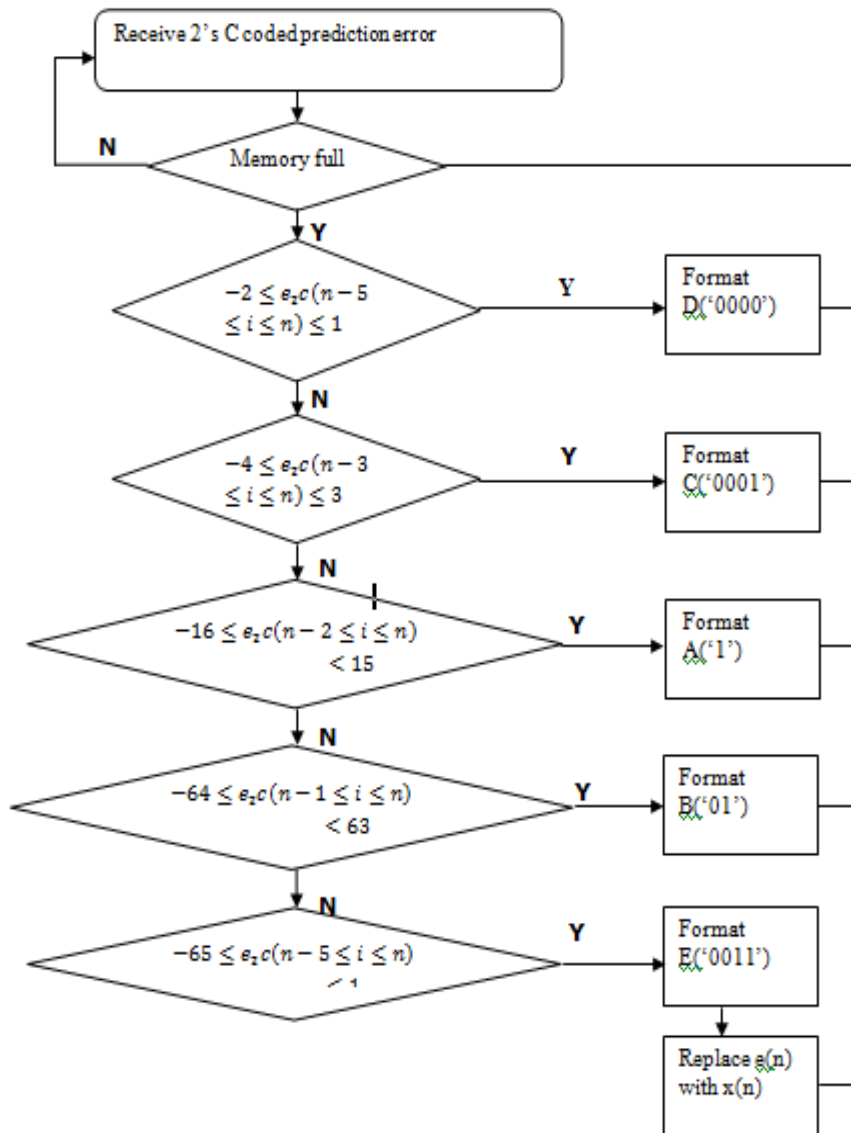 Receive 2’s C coded prediction error
N
Memory full
Y
−2 ≤ e₂c(n − 5
≤ i ≤ n) ≤ 1
Y
Format
D(‘0000’)
N
−4 ≤ e₂c(n − 3
≤ i ≤ n) ≤ 3
Y
Format
C(‘0001’)
N
−16 ≤ e₂c(n − 2 ≤ i ≤ n)
< 15
Y
Format
A(‘1’)
N
−64 ≤ e₂c(n − 1 ≤ i ≤ n)
< 63
Y
Format
B(‘01’)
N
−65 ≤ e₂c(n − 5 ≤ i ≤ n)
Y
Format
E(‘0011’)
Replace e(n)
with x(n)